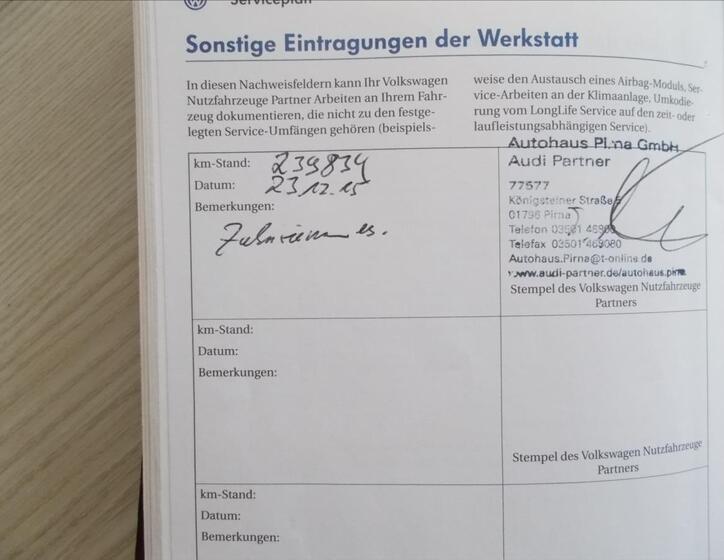 Serviceplan
Sonstige Eintragungen der Werkstatt
In diesen Nachweisfeldern kann Ihr Volkswagen
Nutzfahrzeuge Partner Arbeiten an Ihrem Fahr-
zeug dokumentieren, die nicht zu den festge-
legten Service-Umfängen gehören (beispiels-
weise den Austausch eines Airbag-Moduls, Ser-
vice-Arbeiten an der Klimaanlage, Umkodie-
rung vom LongLife Service auf den zeit- oder
laufleistungsabhängigen Service).
km-Stand: 239834
Datum: 23.12.15
Bemerkungen:
Zahnriemen es.
Autohaus Pirna GmbH
Audi Partner
77577
Königsteiner Straße
01796 Pirna
Telefon 03501
Telefax 03501 469080
Autohaus.Pirna@t-online.de
www.audi-partner.de/autohaus.pirna
Stempel des Volkswagen Nutzfahrzeuge
Partners
km-Stand:
Datum:
Bemerkungen:
Stempel des Volkswagen Nutzfahrzeuge
Partners
km-Stand:
Datum:
Bemerkungen: